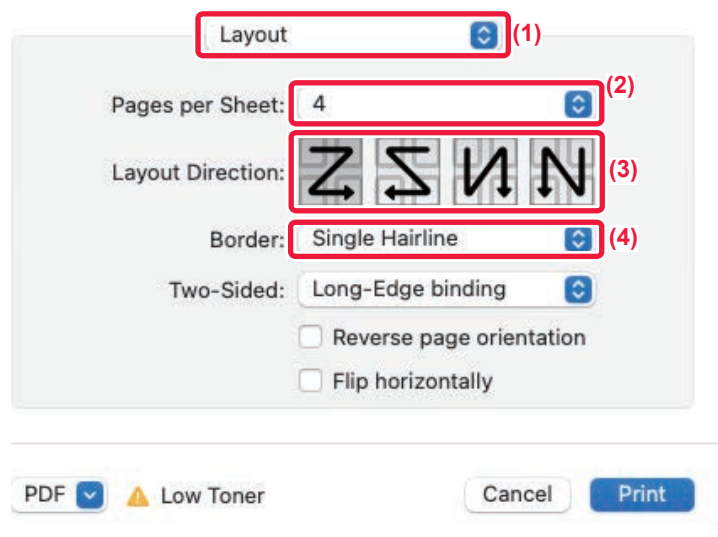 Layout (1)
Pages per Sheet: 4 (2)
Layout Direction: (3)
Border: Single Hairline (4)
Two-Sided: Long-Edge binding
Reverse page orientation
Flip horizontally
PDF Low Toner Cancel Print